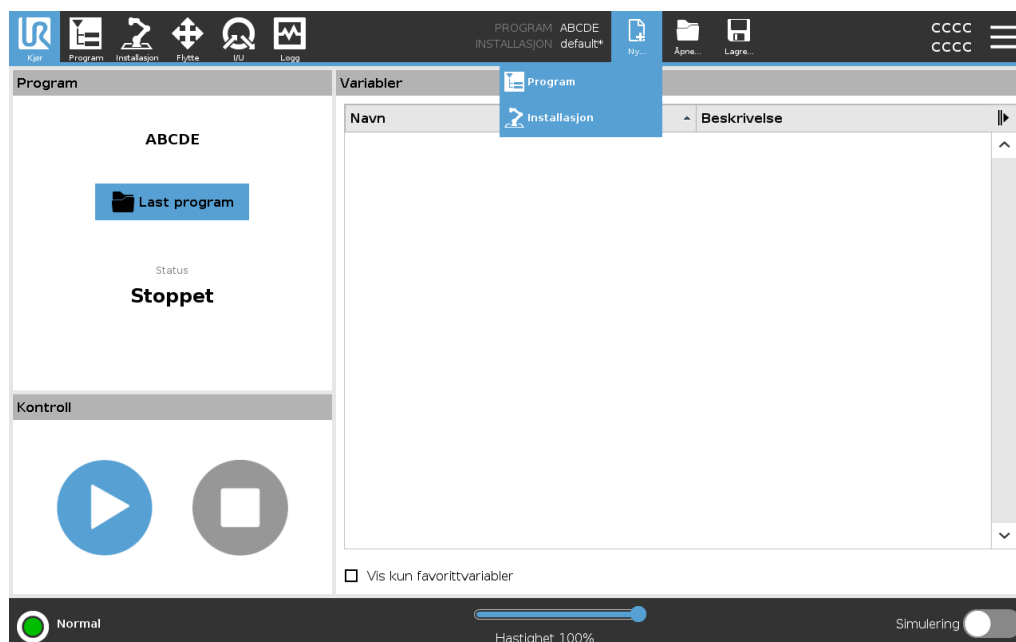 UR
Kjør
Program
Installasjon
Flytte
I/U
Logg
PROGRAM ABCDE
INSTALLASJON default*
Ny...
Åpne...
Lagre...
CCCC
CCCC
Program
Installasjon
Program
ABCDE
Last program
Status
Stoppet
Kontroll
Variabler
Navn
Beskrivelse
Vis kun favorittvariabler
Normal
Hastighet 100%
Simulering